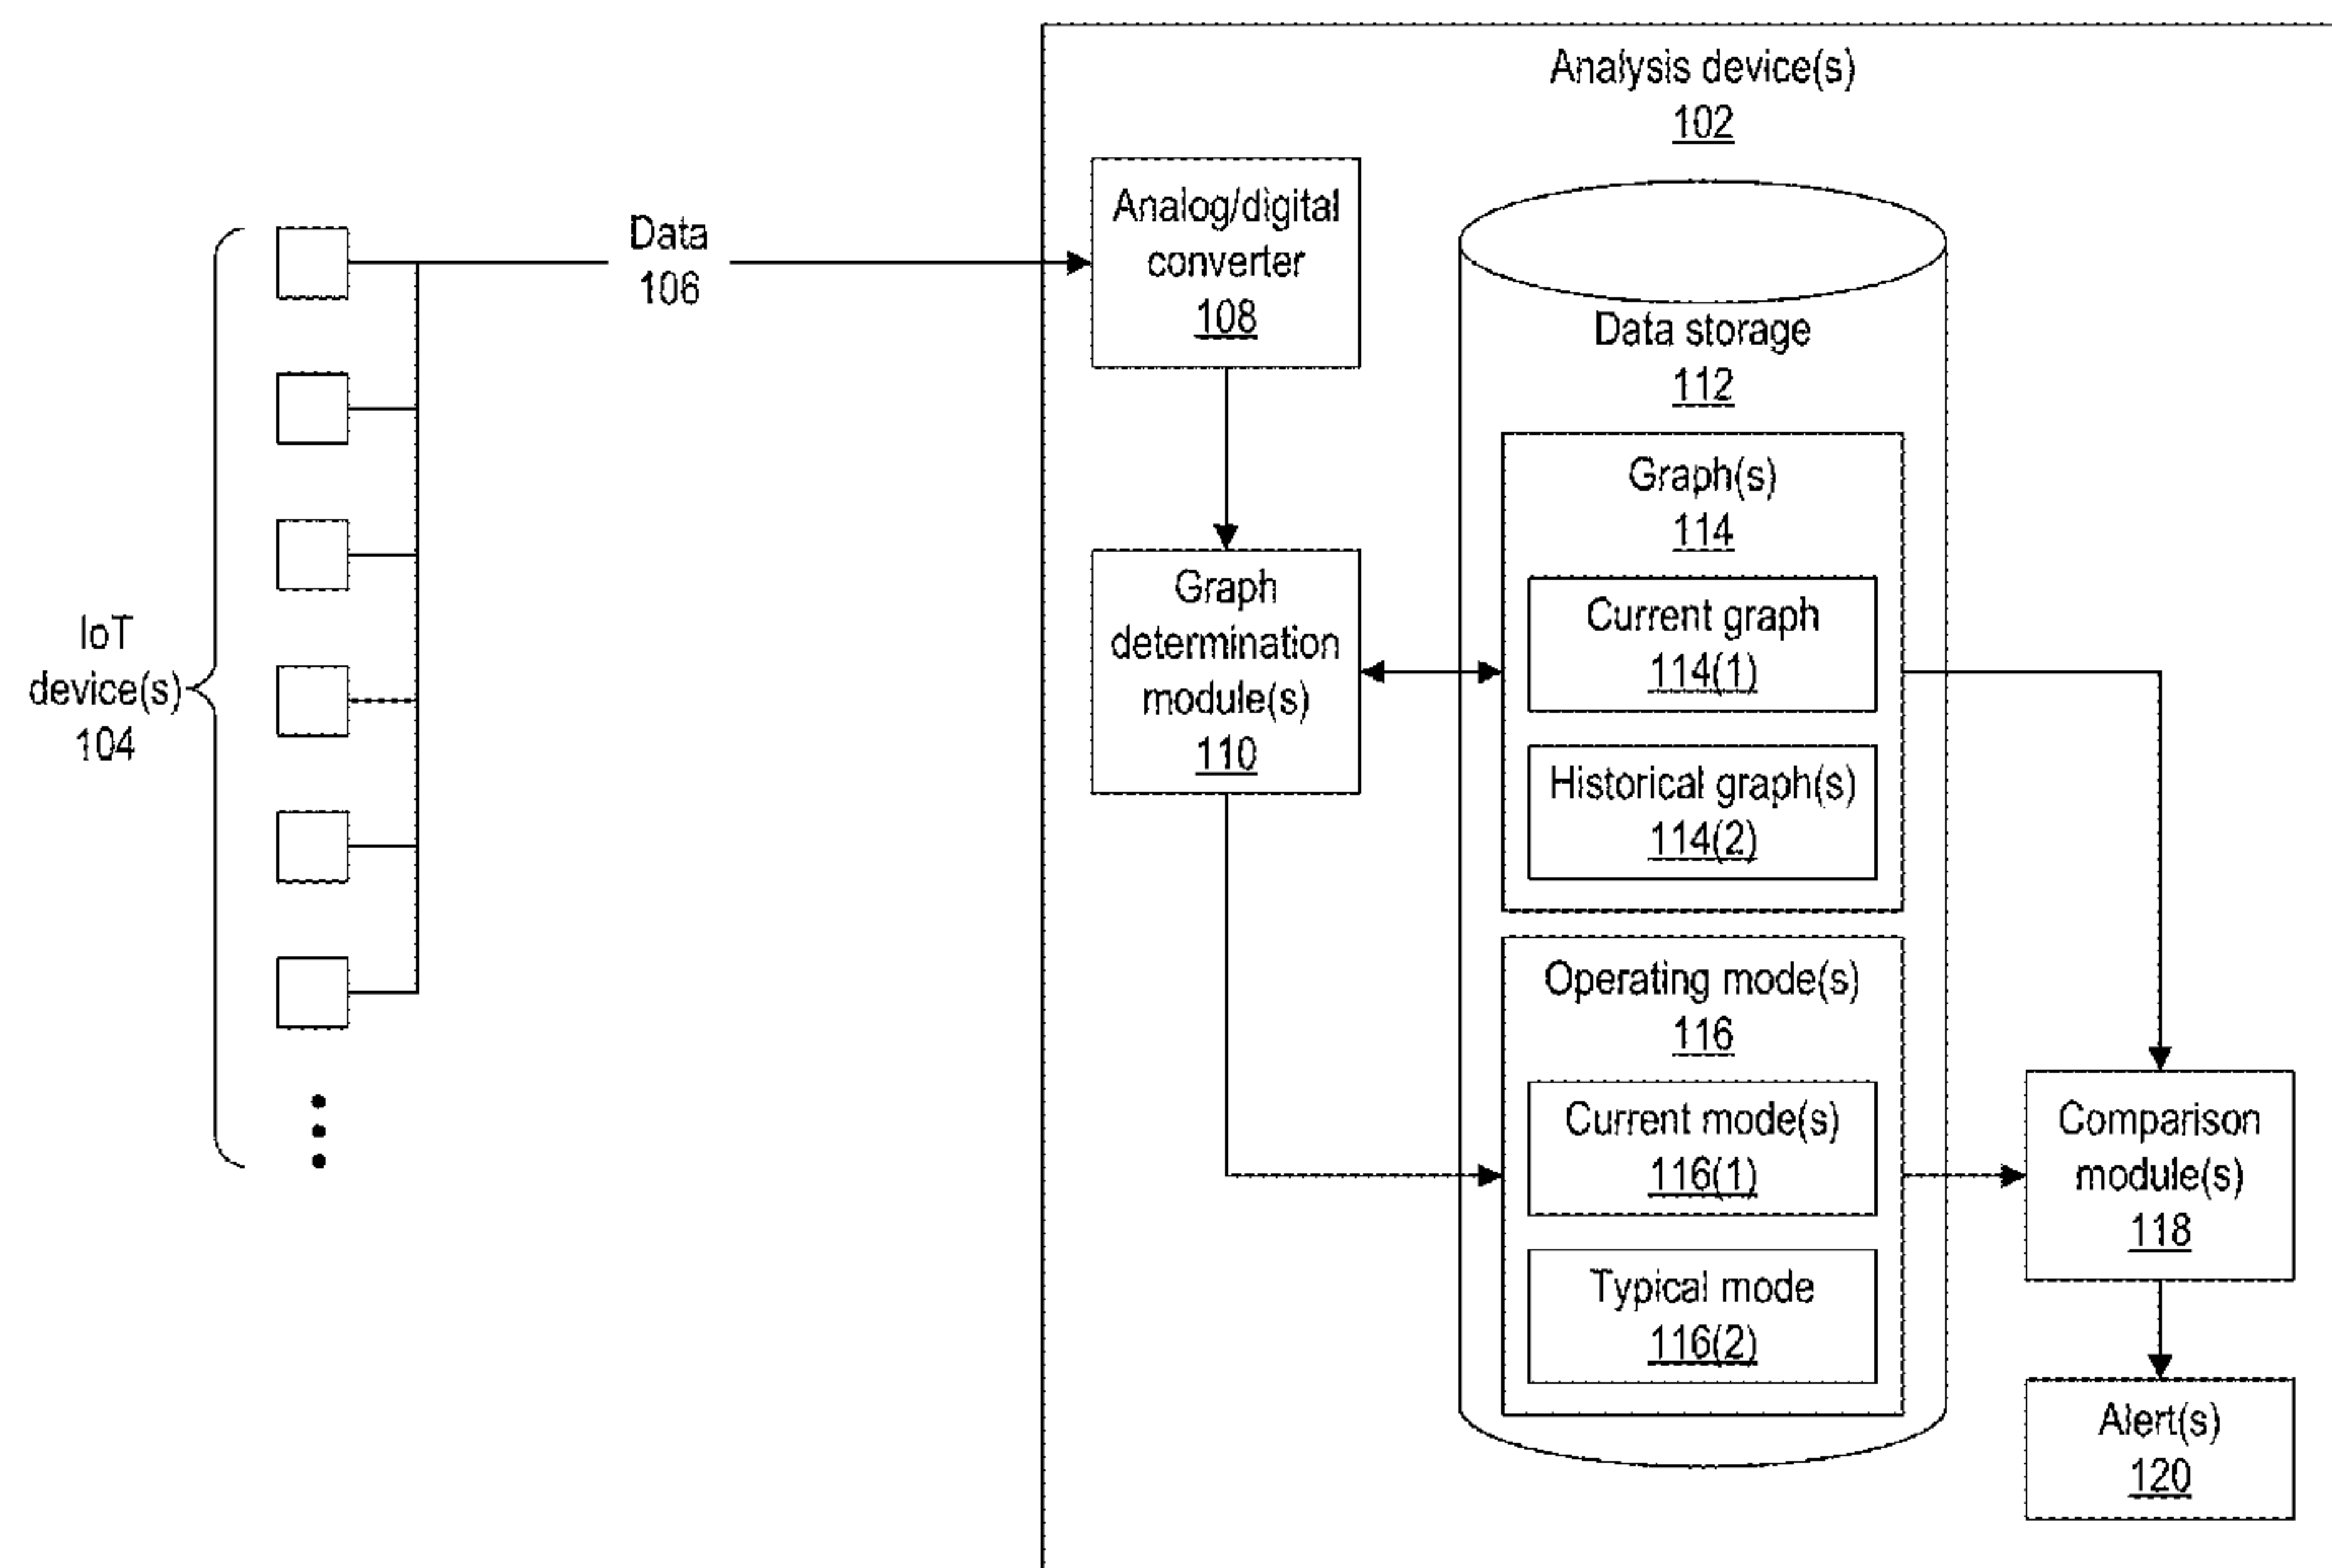 Analysis device(s)
102
Analog/digital
converter
108
Data
106
Data storage
112
Graph(s)
114
Graph
determination
module(s)
110
Current graph
114(1)
IoT
device(s)
104
Historical graph(s)
114(2)
Operating mode(s)
116
Current mode(s)
116(1)
Comparison
module(s)
118
Typical mode
116(2)
Alert(s)
120